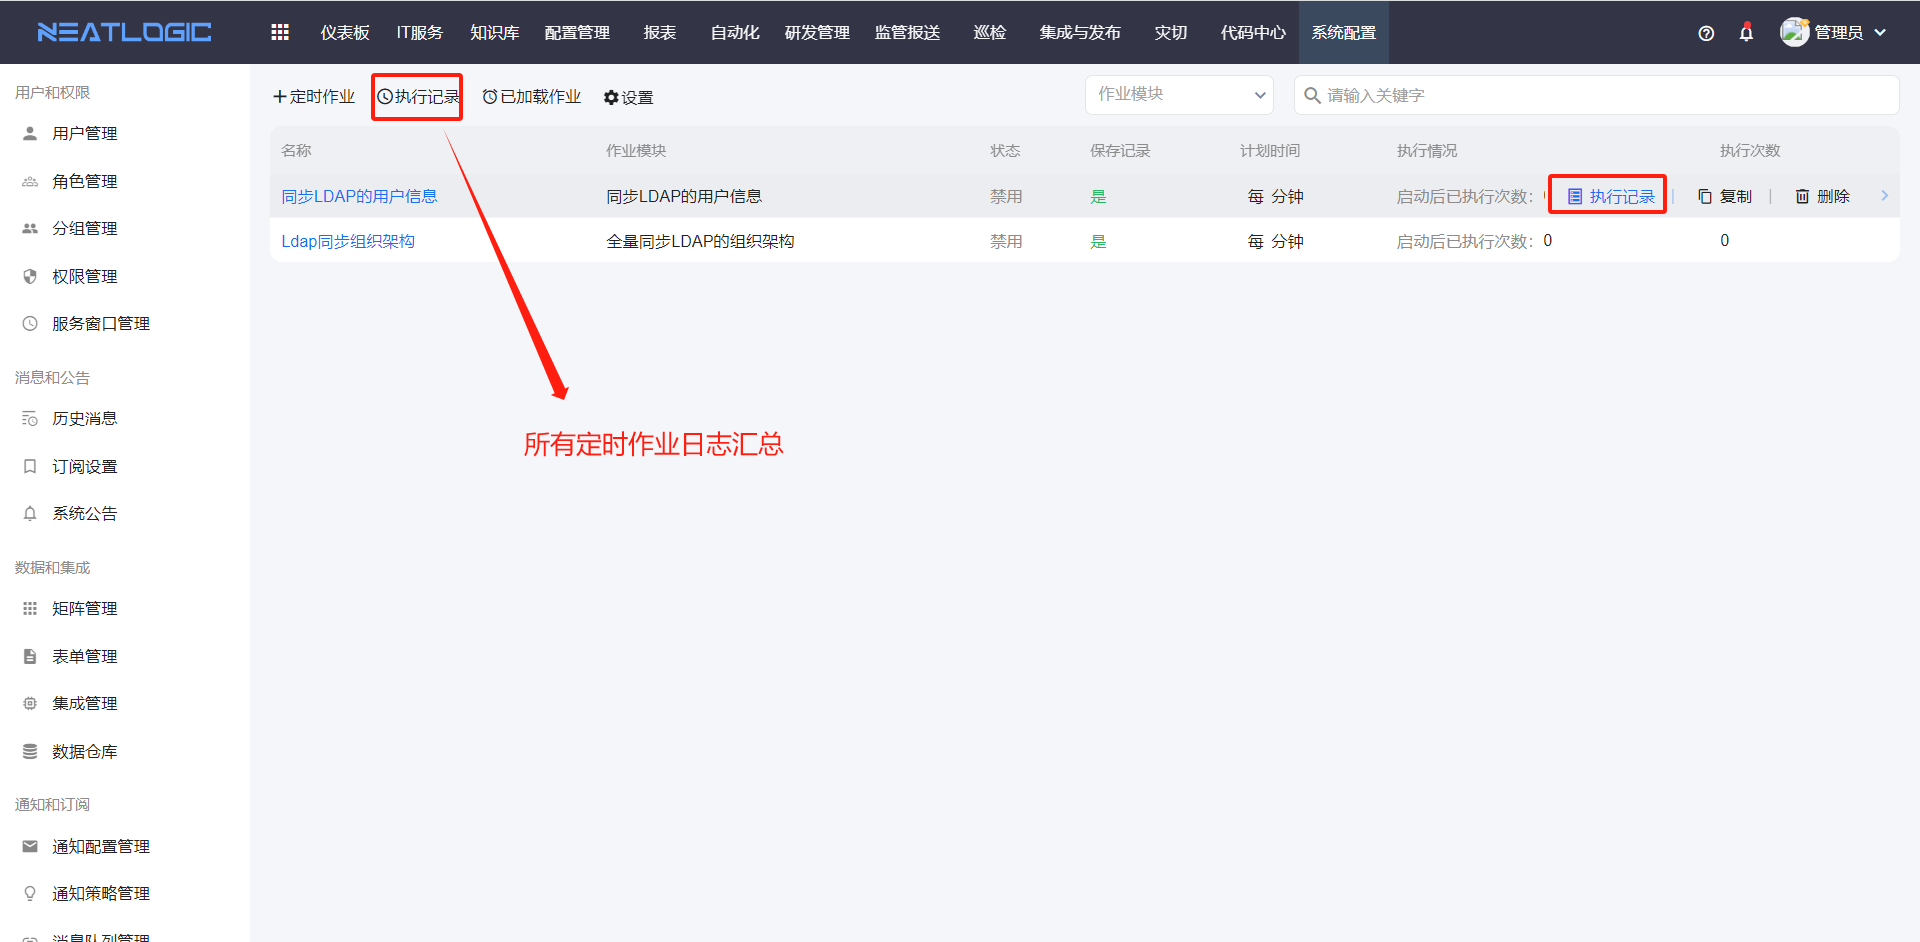 NEATLOGIC 仪表板 IT服务 知识库 配置管理 报表 自动化 研发管理 监管报送 巡检 集成与发布 灾切 代码中心 系统配置 管理员
用户和权限
用户管理
角色管理
分组管理
权限管理
服务窗口管理
消息和公告
历史消息
订阅设置
系统公告
数据和集成
矩阵管理
表单管理
集成管理
数据仓库
通知和订阅
通知配置管理
通知策略管理
消息队列管理
定时作业 执行记录 已加载作业 设置 作业模块 请输入关键字
名称 作业模块 状态 保存记录 计划时间 执行情况 执行次数
同步LDAP的用户信息 同步LDAP的用户信息 禁用 是 每 分钟 启动后已执行次数: 执行记录 复制 删除
Ldap同步组织架构 全量同步LDAP的组织架构 禁用 是 每 分钟 启动后已执行次数: 0 0
所有定时作业日志汇总